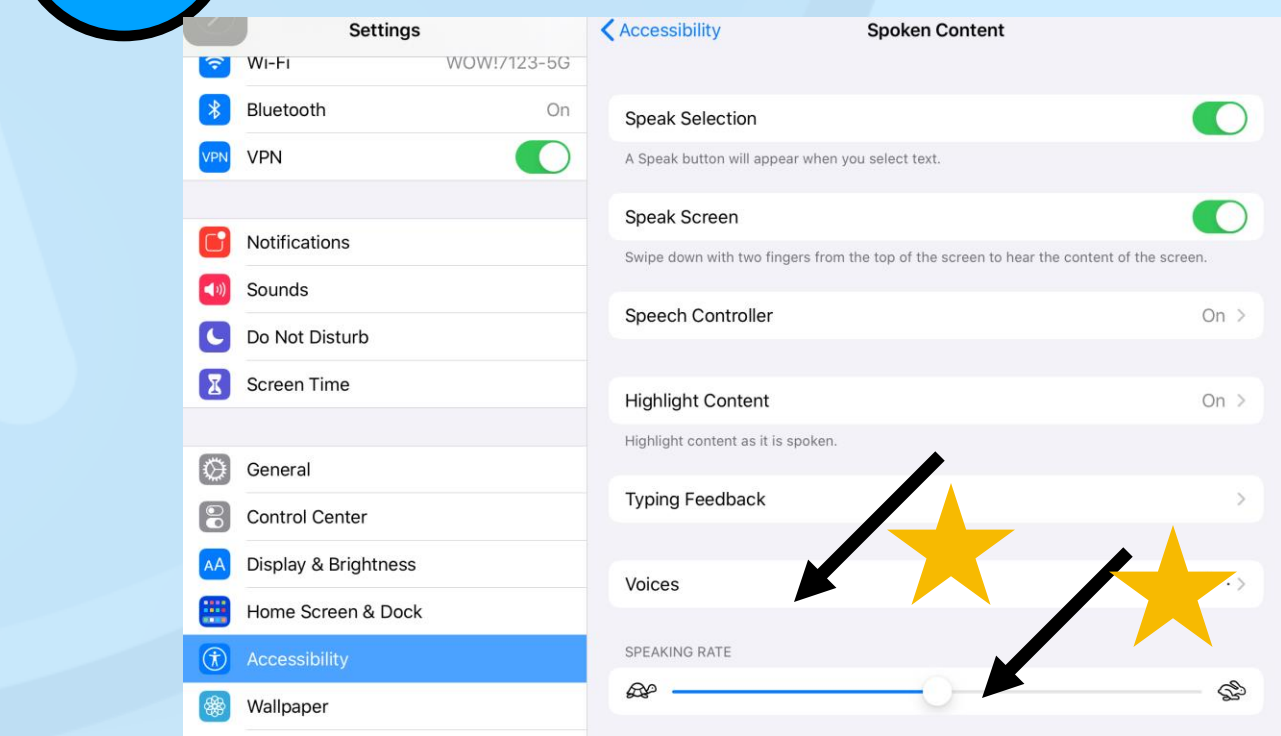 Settings
Wi-Fi WOW!7123-5G
Bluetooth On
VPN VPN
Notifications
Sounds
Do Not Disturb
Screen Time
General
Control Center
AA Display & Brightness
Home Screen & Dock
Accessibility
Wallpaper
Accessibility Spoken Content
Speak Selection
A Speak button will appear when you select text.
Speak Screen
Swipe down with two fingers from the top of the screen to hear the content of the screen.
Speech Controller On
Highlight Content On
Highlight content as it is spoken.
Typing Feedback
Voices
SPEAKING RATE